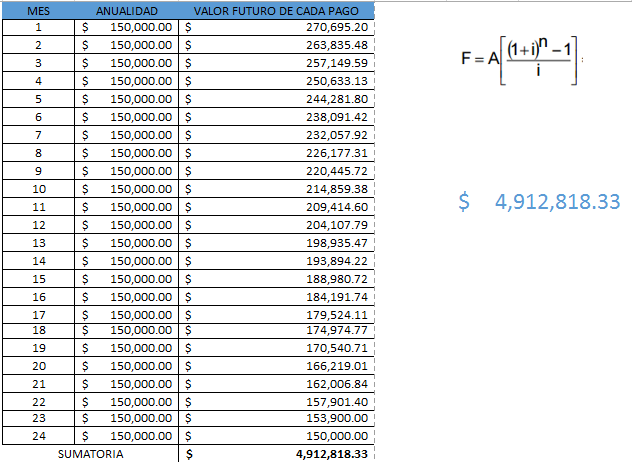 MES ANUALIDAD VALOR FUTURO DE CADA PAGO
1 $ 150,000.00 $ 270,695.20
2 $ 150,000.00 $ 263,835.48
3 $ 150,000.00 $ 257,149.59
4 $ 150,000.00 $ 250,633.13
5 $ 150,000.00 $ 244,281.80
6 $ 150,000.00 $ 238,091.42
7 $ 150,000.00 $ 232,057.92
8 $ 150,000.00 $ 226,177.31
9 $ 150,000.00 $ 220,445.72
10 $ 150,000.00 $ 214,859.38
11 $ 150,000.00 $ 209,414.60
12 $ 150,000.00 $ 204,107.79
13 $ 150,000.00 $ 198,935.47
14 $ 150,000.00 $ 193,894.22
15 $ 150,000.00 $ 188,980.72
16 $ 150,000.00 $ 184,191.74
17 $ 150,000.00 $ 179,524.11
18 $ 150,000.00 $ 174,974.77
19 $ 150,000.00 $ 170,540.71
20 $ 150,000.00 $ 166,219.01
21 $ 150,000.00 $ 162,006.84
22 $ 150,000.00 $ 157,901.40
23 $ 150,000.00 $ 153,900.00
24 $ 150,000.00 $ 150,000.00
SUMATORIA $ 4,912,818.33
F = A[((1+i)^n − 1)/i]
$ 4,912,818.33